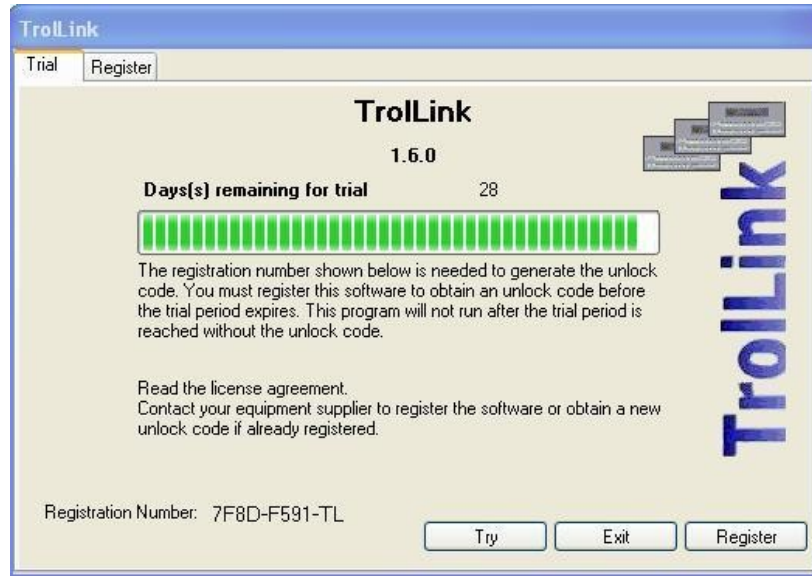 TrolLink
Trial Register
TrolLink
1.6.0
Days(s) remaining for trial 28
The registration number shown below is needed to generate the unlock
code. You must register this software to obtain an unlock code before
the trial period expires. This program will not run after the trial period is
reached without the unlock code.
Read the license agreement.
Contact your equipment supplier to register the software or obtain a new
unlock code if already registered.
TrolLink
Registration Number: 7F8D-F591-TL
Try Exit Register